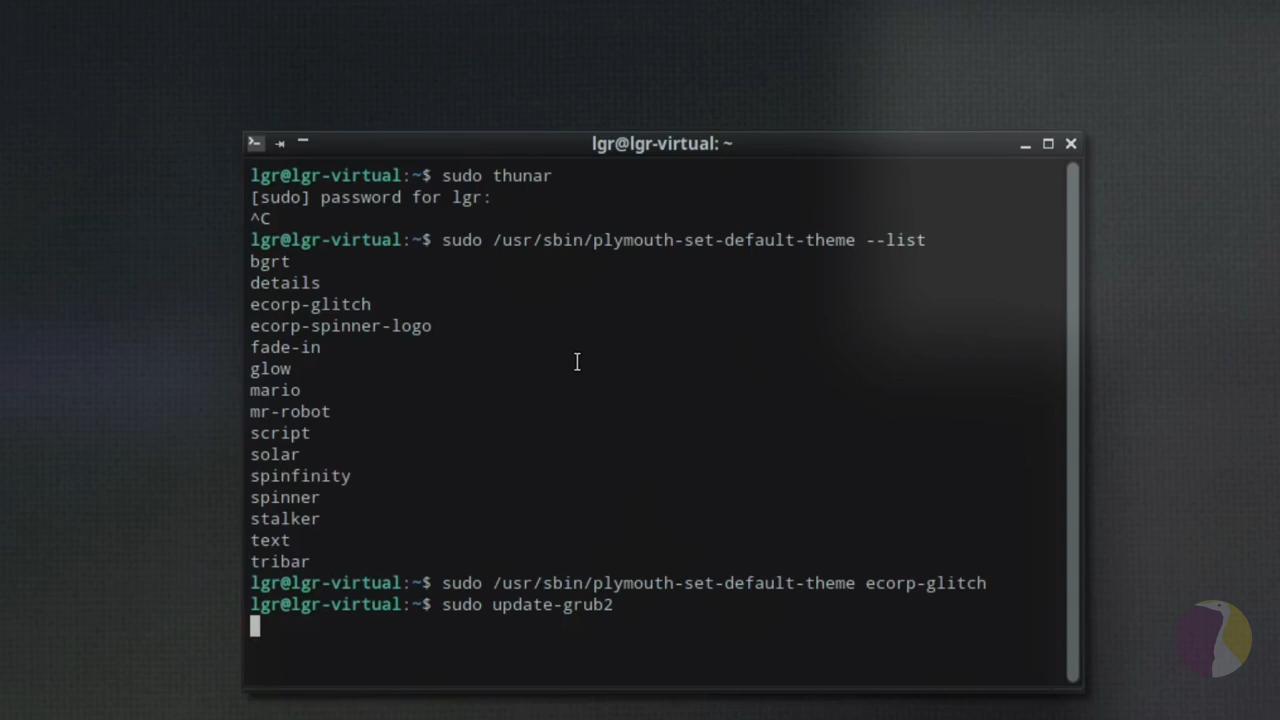 lgr@lgr-virtual: ~
lgr@lgr-virtual:~$ sudo thunar
[sudo] password for lgr:
^C
lgr@lgr-virtual:~$ sudo /usr/sbin/plymouth-set-default-theme --list
bgrt
details
ecorp-glitch
ecorp-spinner-logo
fade-in
glow
mario
mr-robot
script
solar
spinfinity
spinner
stalker
text
tribar
lgr@lgr-virtual:~$ sudo /usr/sbin/plymouth-set-default-theme ecorp-glitch
lgr@lgr-virtual:~$ sudo update-grub2